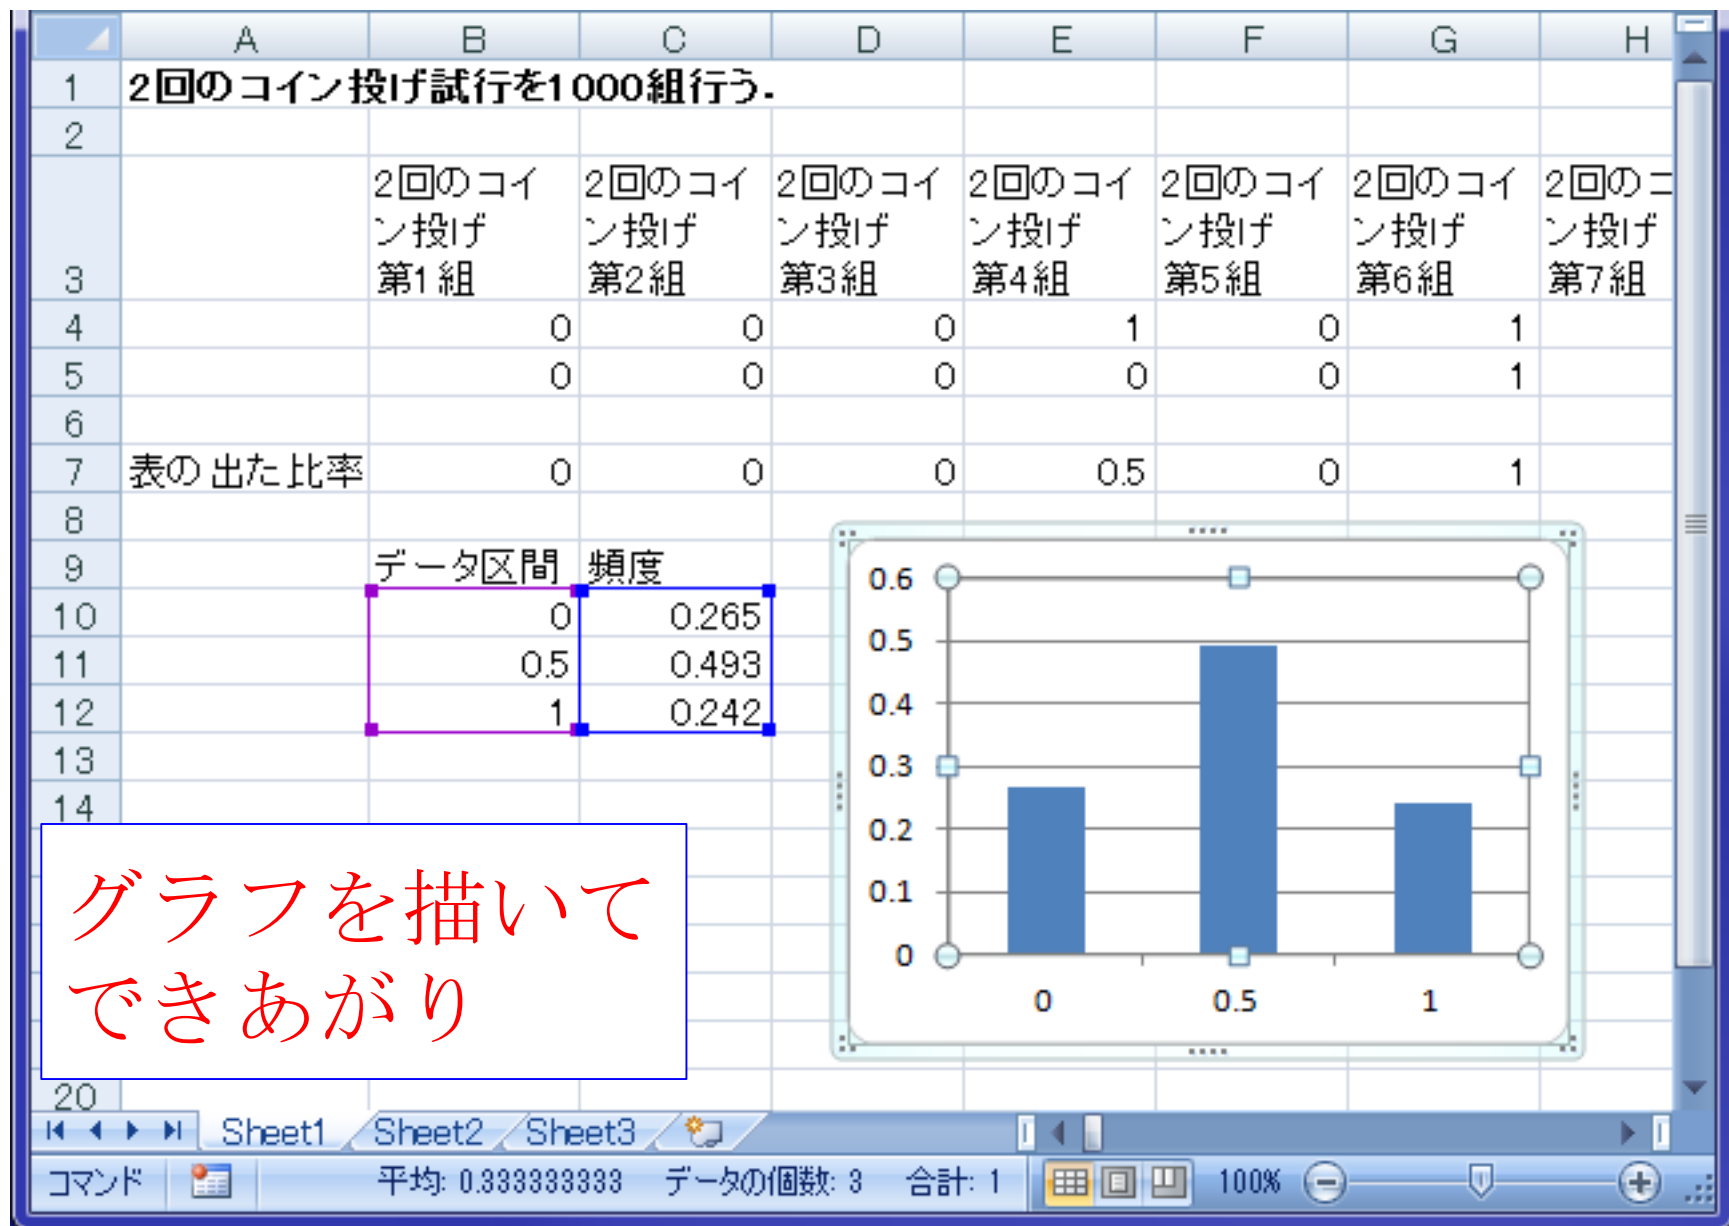 A B C D E F G H
1 2回のコイン投げ試行を1000組行う.
2
3 2回のコイン投げ第1組 2回のコイン投げ第2組 2回のコイン投げ第3組 2回のコイン投げ第4組 2回のコイン投げ第5組 2回のコイン投げ第6組 2回のコン投げ第7組
4 0 0 0 1 0 1
5 0 0 0 0 0 1
6
7 表の出た比率 0 0 0 0.5 0 1
8
9 データ区間 頻度
10 0 0.265
11 0.5 0.493
12 1 0.242
13
14
0.6
0.5
0.4
0.3
0.2
0.1
0
0 0.5 1
グラフを描いて
できあがり
20
Sheet1 Sheet2 Sheet3
コマンド 平均: 0.333333333 データの個数: 3 合計: 1 100%